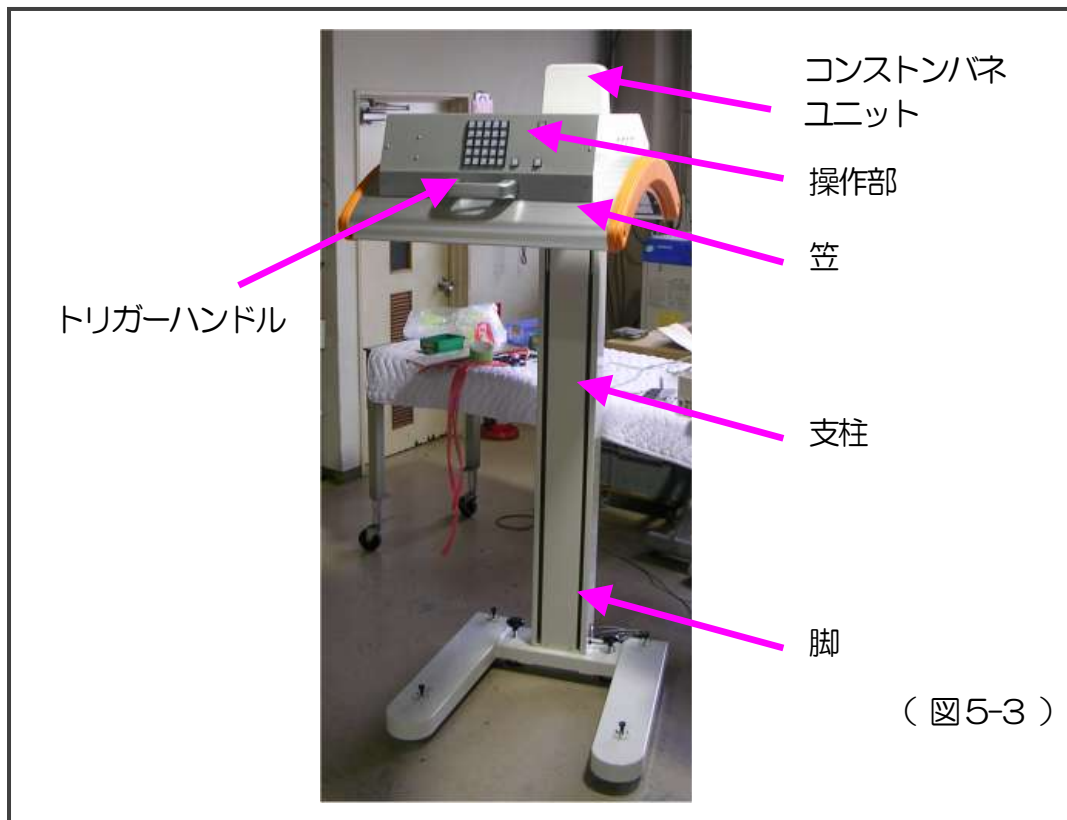 コンストンバネ
ユニット
操作部
笠
トリガーハンドル
支柱
脚
( 図5-3 )